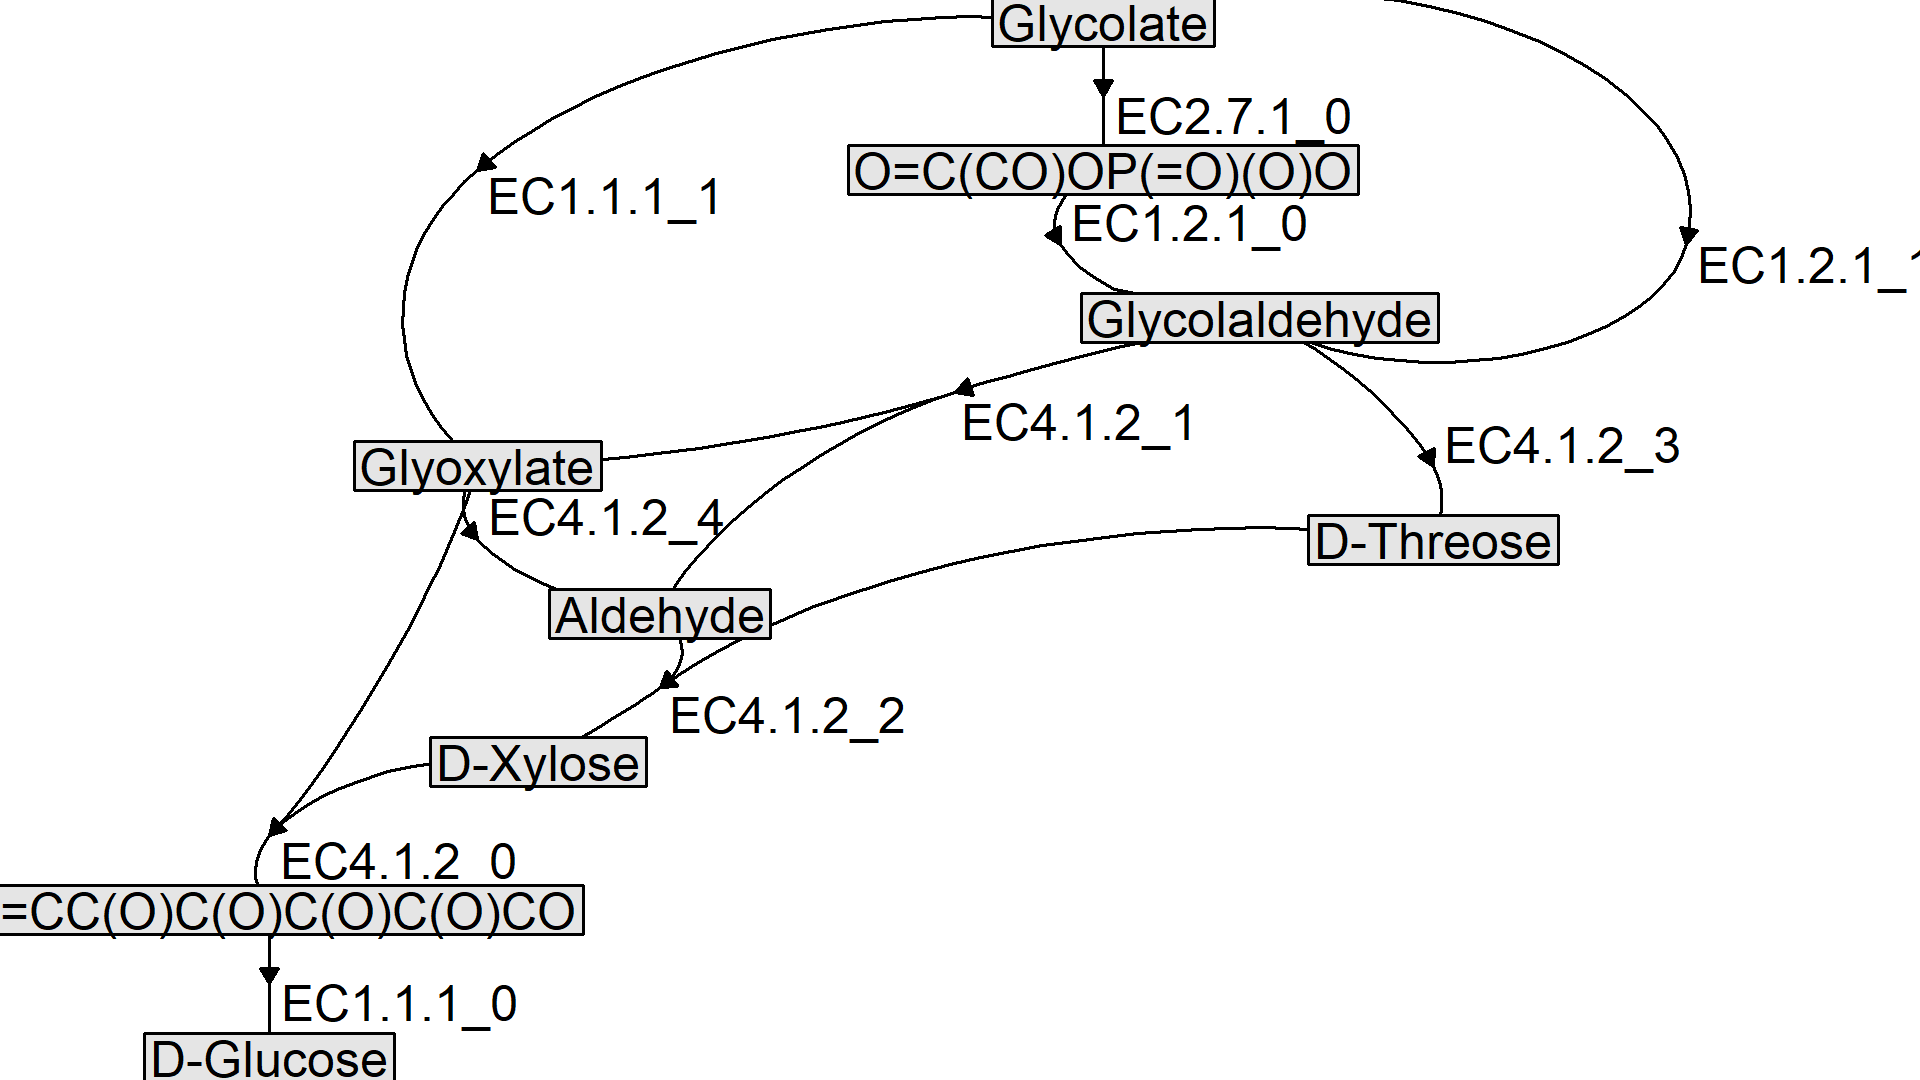 Glycolate
EC2.7.1_0
O=C(CO)OP(=O)(O)O
EC1.1.1_1
EC1.2.1_0
EC1.2.1_1
Glycolaldehyde
EC4.1.2_1
EC4.1.2_3
Glyoxylate
EC4.1.2_4
D-Threose
Aldehyde
EC4.1.2_2
D-Xylose
EC4.1.2_0
=CC(O)C(O)C(O)C(O)CO
EC1.1.1_0
D-Glucose